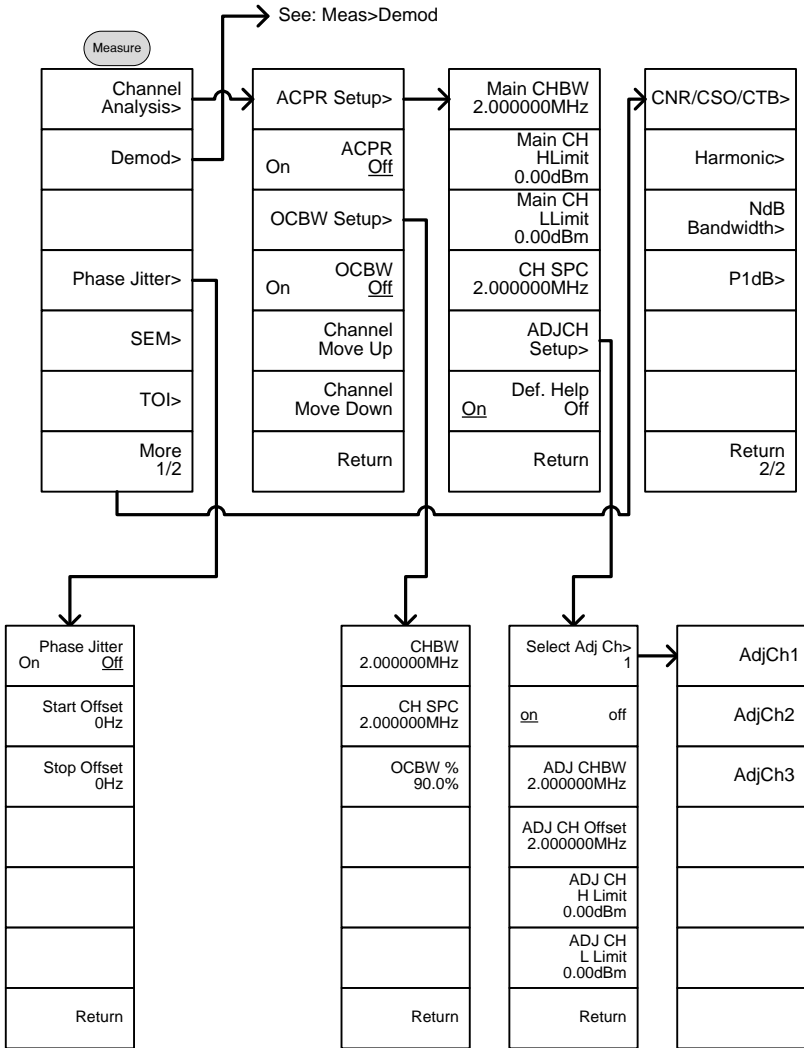 See: Meas>Demod
Measure
Channel
Analysis>
Demod>
Phase Jitter>
SEM>
TOI>
More
1/2
ACPR Setup>
ACPR
On Off
OCBW Setup>
OCBW
On Off
Channel
Move Up
Channel
Move Down
Return
Main CHBW
2.000000MHz
Main CH
HLimit
0.00dBm
Main CH
LLimit
0.00dBm
CH SPC
2.000000MHz
ADJCH
Setup>
Def. Help
On Off
Return
CNR/CSO/CTB>
Harmonic>
NdB
Bandwidth>
P1dB>
Return
2/2
Phase Jitter
On Off
Start Offset
0Hz
Stop Offset
0Hz
Return
CHBW
2.000000MHz
CH SPC
2.000000MHz
OCBW %
90.0%
Return
Select Adj Ch>
1
on off
ADJ CHBW
2.000000MHz
ADJ CH Offset
2.000000MHz
ADJ CH
H Limit
0.00dBm
ADJ CH
L Limit
0.00dBm
Return
AdjCh1
AdjCh2
AdjCh3